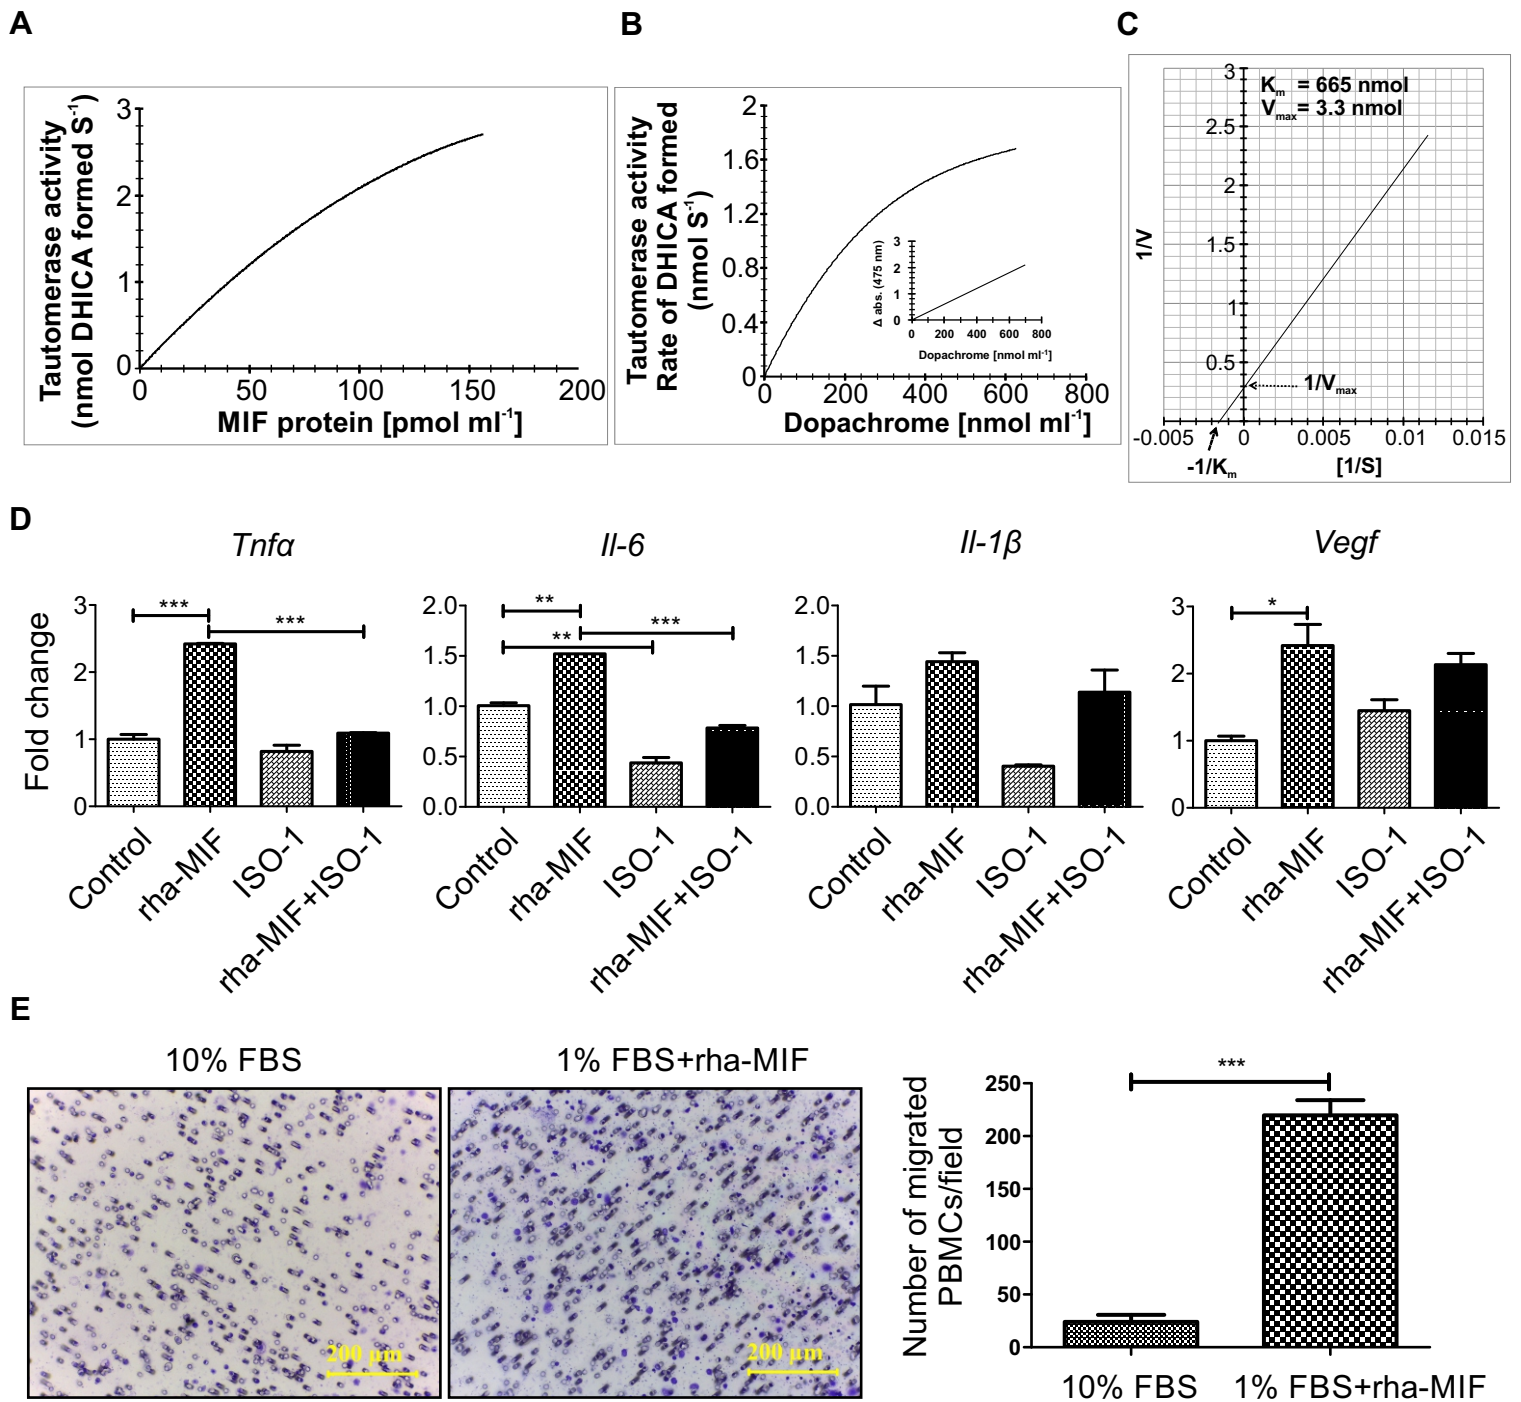 A
B
C
Tautomerase activity
(nmol DHICA formed S⁻¹)
3
2
1
0
0 50 100 150 200
MIF protein [pmol ml⁻¹]
Tautomerase activity
Rate of DHICA formed
(nmol S⁻¹)
2
1.6
1.2
0.8
0.4
0
0 200 400 600 800
Dopachrome [nmol ml⁻¹]
Δ abs. (475 nm)
3
2
1
0
0 200 400 600 800
Dopachrome [nmol ml⁻¹]
1/V
3
2.5
2
1.5
1
0.5
Kₘ = 665 nmol
Vₘₐₓ= 3.3 nmol
1/Vₘₐₓ
-0.005 0 0.005 0.01 0.015
-1/Kₘ
[1/S]
D
Tnfα
Il-6
Il-1β
Vegf
Fold change
3
2
1
0
***
***
Control
rha-MIF
ISO-1
rha-MIF+ISO-1
2.0
1.5
1.0
0.5
0.0
**
***
**
Control
rha-MIF
ISO-1
rha-MIF+ISO-1
2.0
1.5
1.0
0.5
0.0
Control
rha-MIF
ISO-1
rha-MIF+ISO-1
3
2
1
0
*
Control
rha-MIF
ISO-1
rha-MIF+ISO-1
E
10% FBS
1% FBS+rha-MIF
200 µm
200 µm
Number of migrated
PBMCs/field
250
200
150
100
50
0
***
10% FBS
1% FBS+rha-MIF